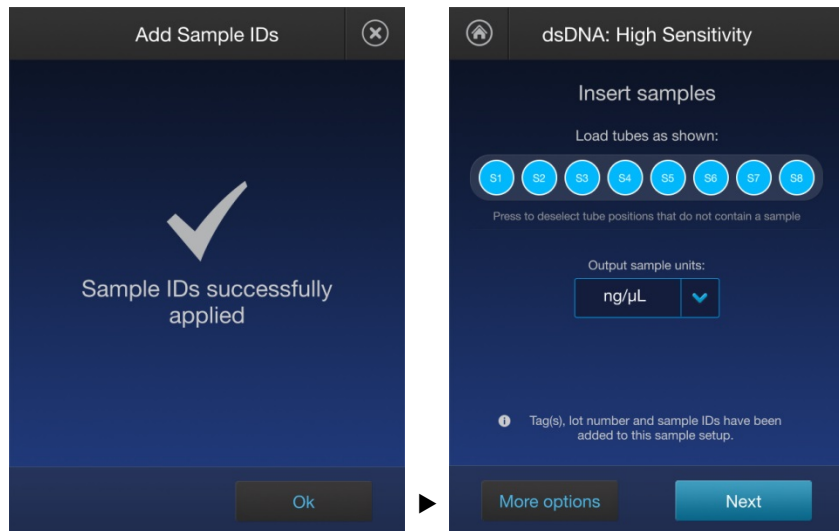 Add Sample IDs
Sample IDs successfully
applied
Ok
dsDNA: High Sensitivity
Insert samples
Load tubes as shown:
S1 S2 S3 S4 S5 S6 S7 S8
Press to deselect tube positions that do not contain a sample
Output sample units:
ng/µL
Tag(s), lot number and sample IDs have been
added to this sample setup.
More options
Next